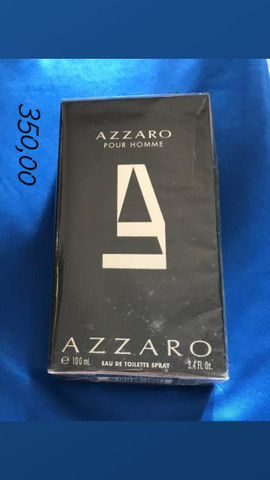 350,00
AZZARO
POUR HOMME
AZZARO
℮ 100 ml EAU DE TOILETTE SPRAY 3.4 Fl. Oz.